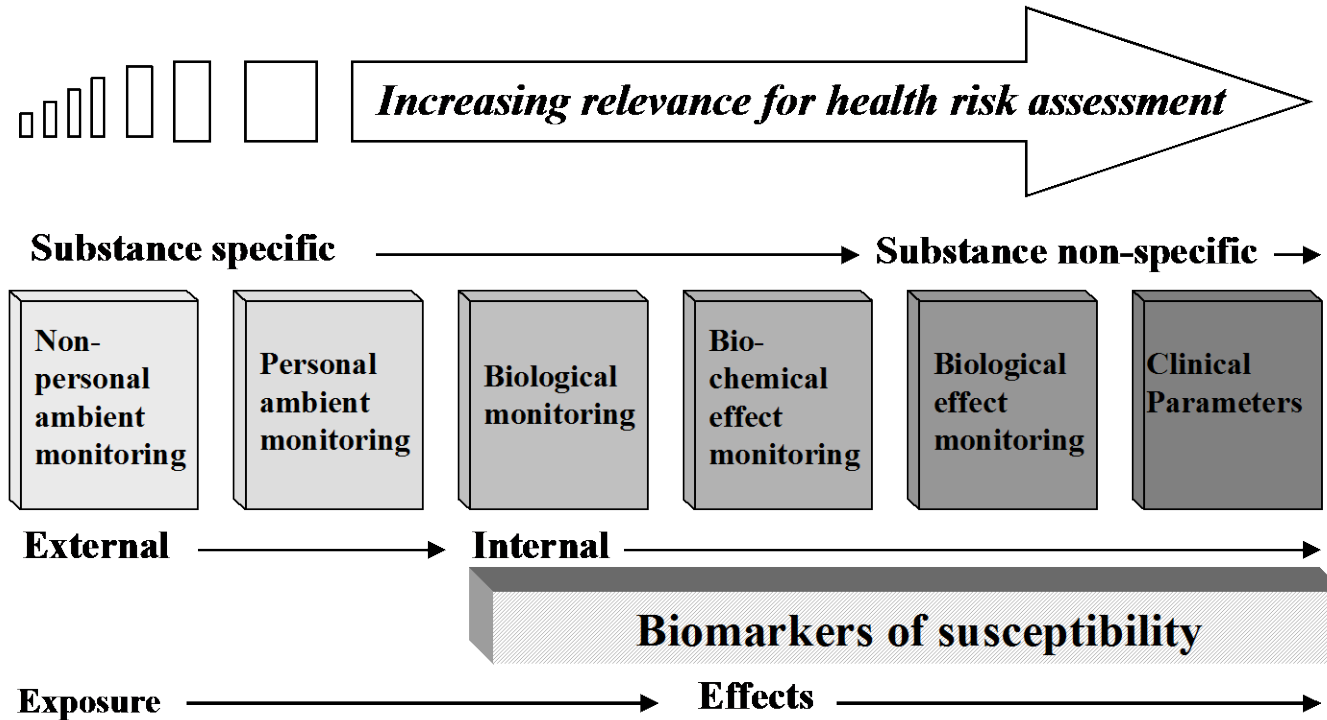 Increasing relevance for health risk assessment
Substance specific
Substance non-specific
Non-
personal
ambient
monitoring
Personal
ambient
monitoring
Biological
monitoring
Bio-
chemical
effect
monitoring
Biological
effect
monitoring
Clinical
Parameters
External
Internal
Biomarkers of susceptibility
Exposure
Effects